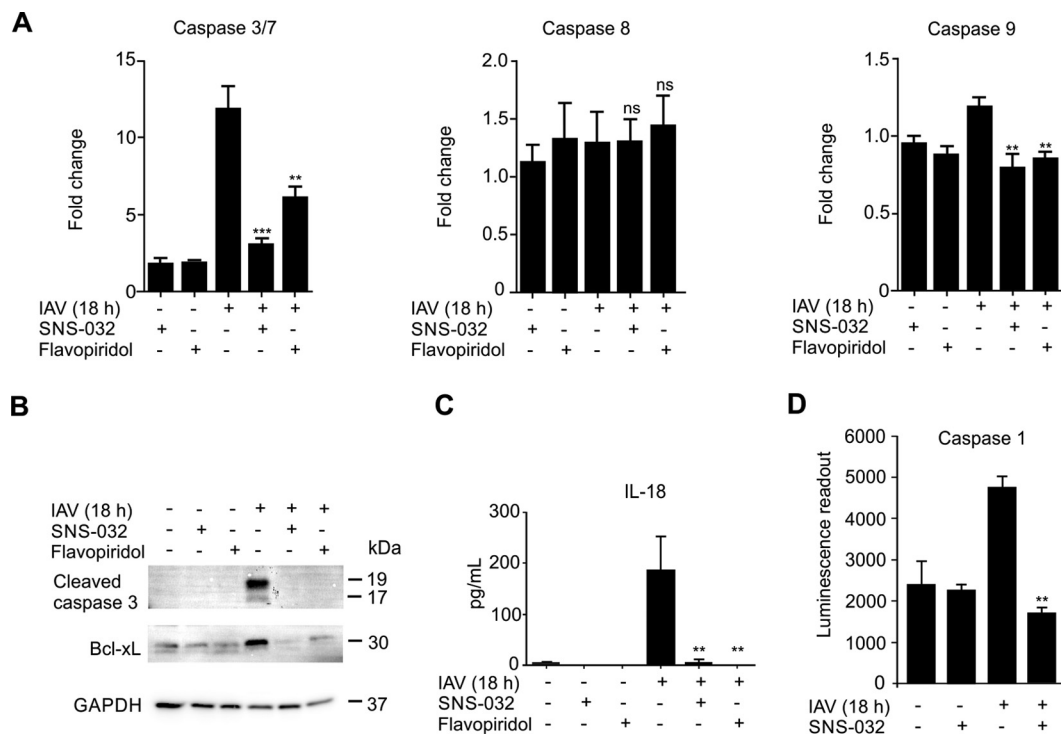 A
Caspase 3/7
Fold change
15
10
5
0
***
**
IAV (18 h) - - + + +
SNS-032 + - - + -
Flavopiridol - + - - +
Caspase 8
Fold change
2.0
1.5
1.0
0.5
0
ns
ns
IAV (18 h) - - + + +
SNS-032 + - - + -
Flavopiridol - + - - +
Caspase 9
Fold change
1.5
1.0
0.5
0
**
**
IAV (18 h) - - + + +
SNS-032 + - - + -
Flavopiridol - + - - +
B
IAV (18 h) - - - + + +
SNS-032 - + - - + -
Flavopiridol - - + - - +
kDa
Cleaved
caspase 3
19
17
Bcl-xL
30
GAPDH
37
C
IL-18
pg/mL
300
200
100
0
**
**
IAV (18 h) - - - + + +
SNS-032 - + - - + -
Flavopiridol - - + - - +
D
Caspase 1
Luminescence readout
6000
5000
4000
3000
2000
1000
0
**
IAV (18 h) - - + +
SNS-032 - + - +